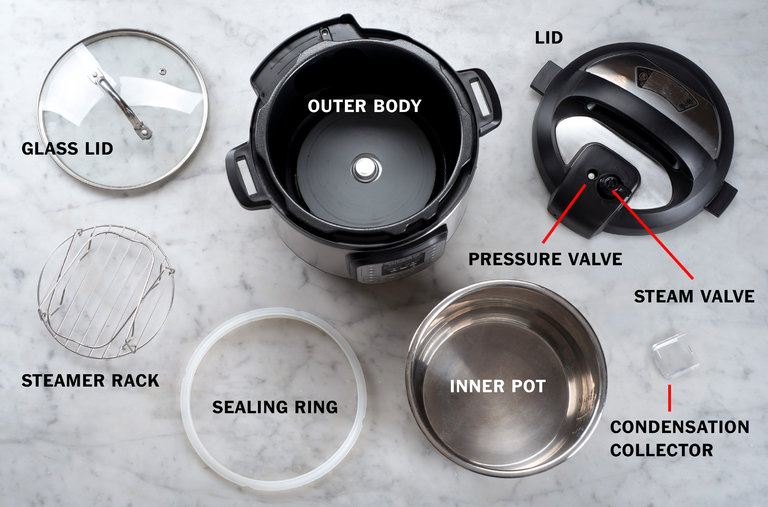 LID
OUTER BODY
GLASS LID
PRESSURE VALVE
STEAM VALVE
STEAMER RACK
INNER POT
SEALING RING
CONDENSATION
COLLECTOR